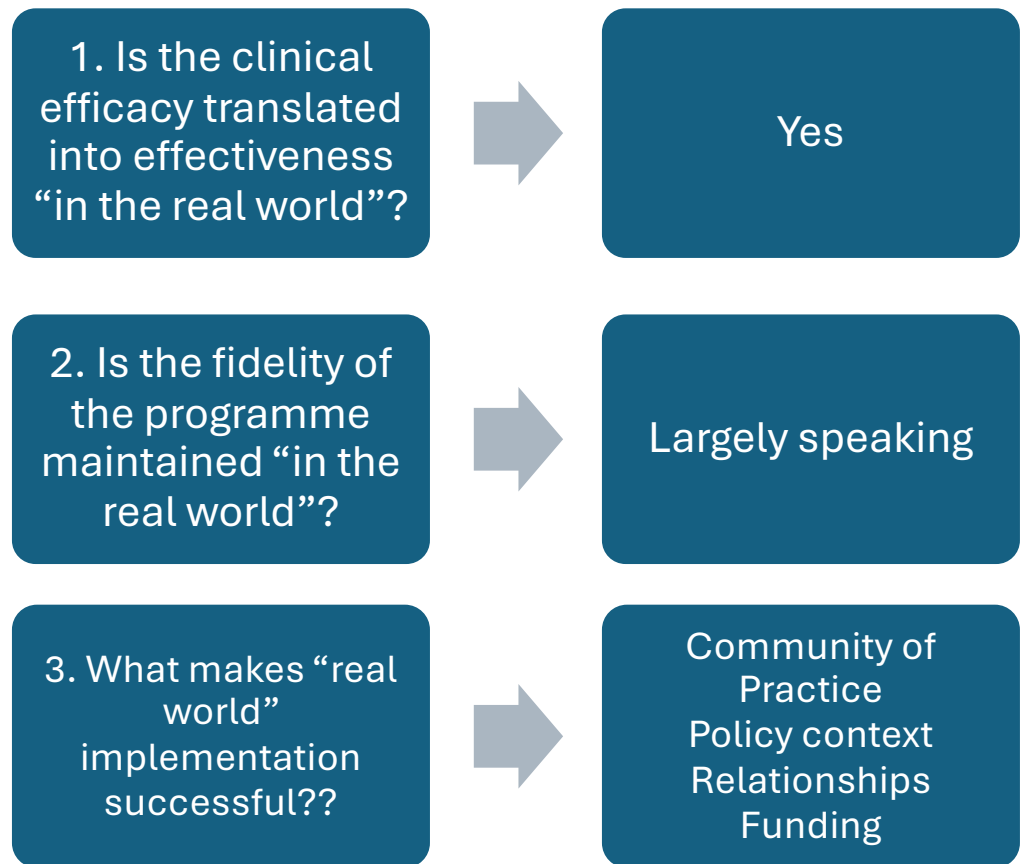 1. Is the clinical
efficacy translated
into effectiveness
“in the real world”?
Yes
2. Is the fidelity of
the programme
maintained “in the
real world”?
Largely speaking
3. What makes “real
world”
implementation
successful??
Community of
Practice
Policy context
Relationships
Funding